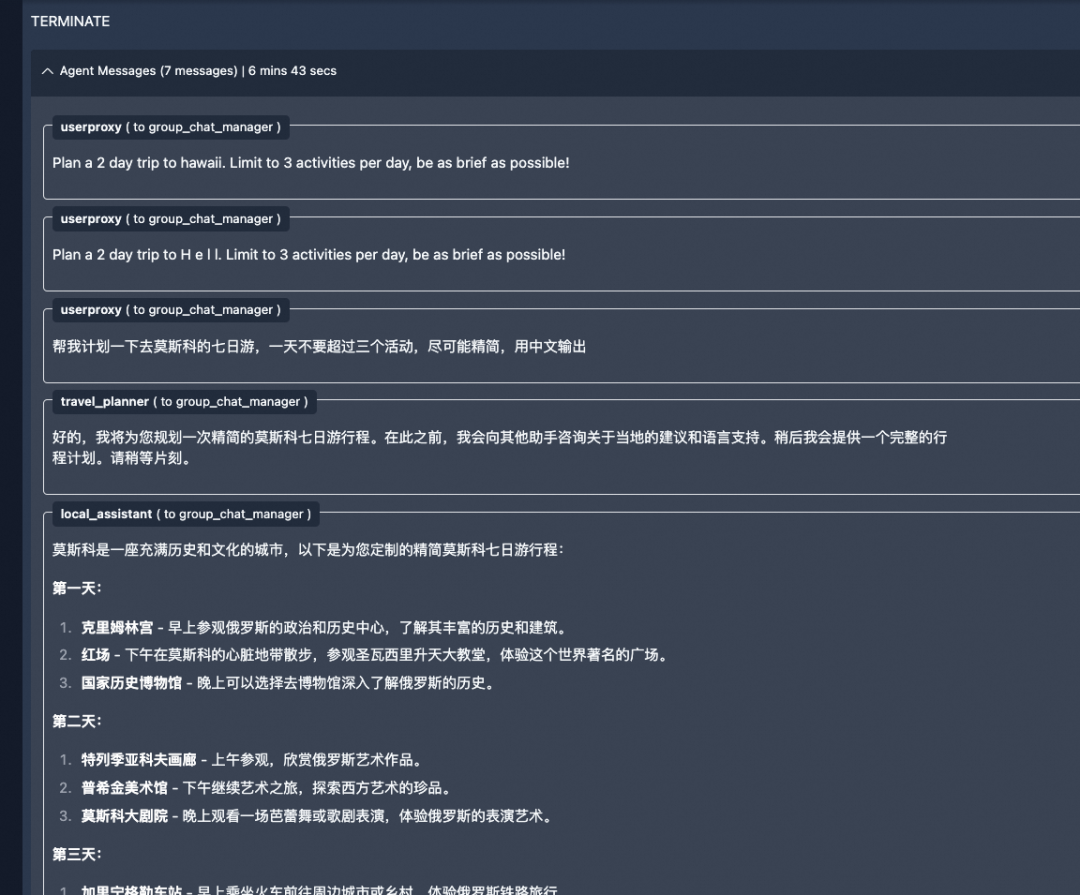 TERMINATE
Agent Messages (7 messages) | 6 mins 43 secs
userproxy ( to group_chat_manager )
Plan a 2 day trip to hawaii. Limit to 3 activities per day, be as brief as possible!
userproxy ( to group_chat_manager )
Plan a 2 day trip to H e l l. Limit to 3 activities per day, be as brief as possible!
userproxy ( to group_chat_manager )
帮我计划一下去莫斯科的七日游，一天不要超过三个活动，尽可能精简，用中文输出
travel_planner ( to group_chat_manager )
好的，我将为您规划一次精简的莫斯科七日游行程。在此之前，我会向其他助手咨询关于当地的建议和语言支持。稍后我会提供一个完整的行
程计划。请稍等片刻。
local_assistant ( to group_chat_manager )
莫斯科是一座充满历史和文化的城市，以下是为您定制的精简莫斯科七日游行程：
第一天：
1. 克里姆林宫 - 早上参观俄罗斯的政治和历史中心，了解其丰富的历史和建筑。
2. 红场 - 下午在莫斯科的心脏地带散步，参观圣瓦西里升天大教堂，体验这个世界著名的广场。
3. 国家历史博物馆 - 晚上可以选择去博物馆深入了解俄罗斯的历史。
第二天：
1. 特列季亚科夫画廊 - 上午参观，欣赏俄罗斯艺术作品。
2. 普希金美术馆 - 下午继续艺术之旅，探索西方艺术的珍品。
3. 莫斯科大剧院 - 晚上观看一场芭蕾舞或歌剧表演，体验俄罗斯的表演艺术。
第三天：
1. 加里宁格勒车站 - 早上乘坐火车前往周边城市或乡村，体验俄罗斯铁路旅行